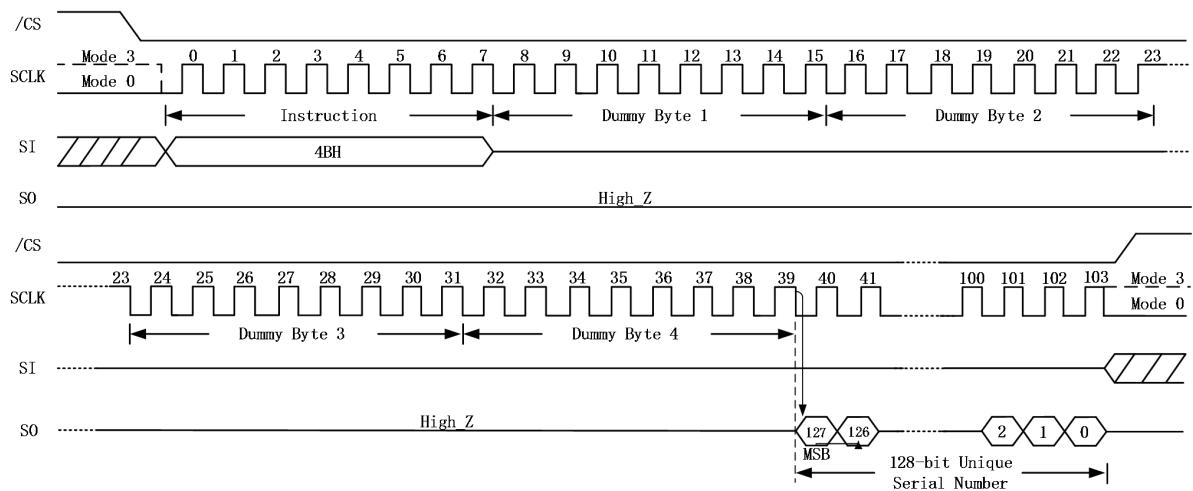 /CS
Mode 3 0 1 2 3 4 5 6 7 8 9 10 11 12 13 14 15 16 17 18 19 20 21 22 23
SCLK
Mode 0
Instruction Dummy Byte 1 Dummy Byte 2
SI 4BH
SO High_Z
/CS
23 24 25 26 27 28 29 30 31 32 33 34 35 36 37 38 39 40 41 100 101 102 103 Mode 3
SCLK Mode 0
Dummy Byte 3 Dummy Byte 4
SI
SO High_Z 127 126 2 1 0
MSB
128-bit Unique
Serial Number